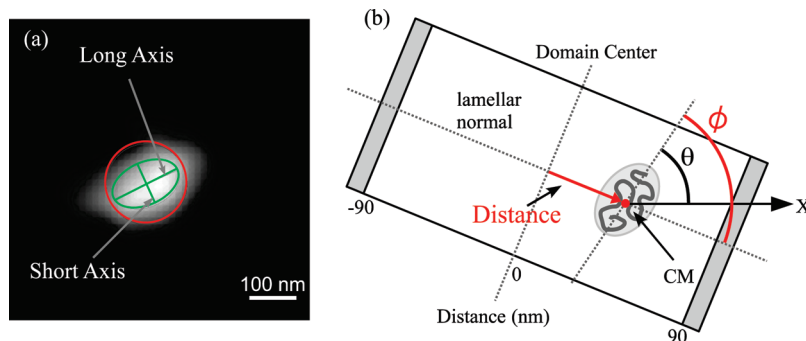 (a)
Long Axis
Short Axis
100 nm
(b)
Domain Center
lamellar
normal
ϕ
θ
X
Distance
-90
CM
0
Distance (nm)
90